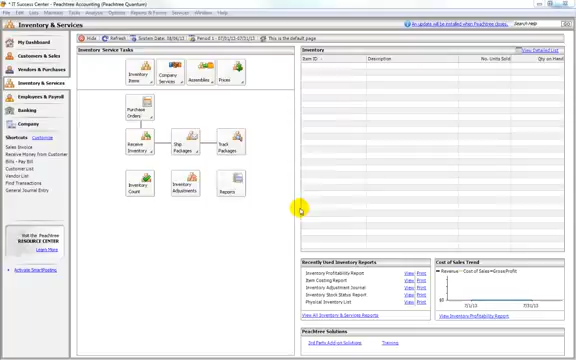 * IT Success Center - Peachtree Accounting (Peachtree Quantum)
File Edit Lists Maintain Tasks Analysis Options Reports & Forms Services Window Help
Inventory & Services
An update will be installed when Peachtree closes.
Search Help
Hide
Refresh
System Date: 08/06/13
Period 1 - 07/01/13-07/31/13
This is the default page
My Dashboard
Customers & Sales
Vendors & Purchases
Inventory & Services
Employees & Payroll
Banking
Company
Shortcuts Customize
Sales Invoice
Receive Money from Customer
Bills - Pay Bill
Customer List
Vendor List
Find Transactions
General Journal Entry
Visit the Peachtree
RESOURCE CENTER
Learn More
Activate SmartPosting
Inventory Service Tasks
Inventory Items
Company Services
Assemblies
Prices
Purchase Orders
Receive Inventory
Ship Packages
Track Packages
Inventory Count
Inventory Adjustments
Reports
Inventory
View Detailed List
Item ID Description No. Units Sold Qty on Hand
Recently Used Inventory Reports
Inventory Profitability Report View Print
Item Costing Report View Print
Inventory Adjustment Journal View Print
Inventory Stock Status Report View Print
Physical Inventory List View Print
View All Inventory & Services Reports
Cost of Sales Trend
Revenue Cost of Sales Gross/Profit
$0
7/1/13 7/31/13
View Inventory Profitability Report
Peachtree Solutions
3rd Party Add-on Solutions Training